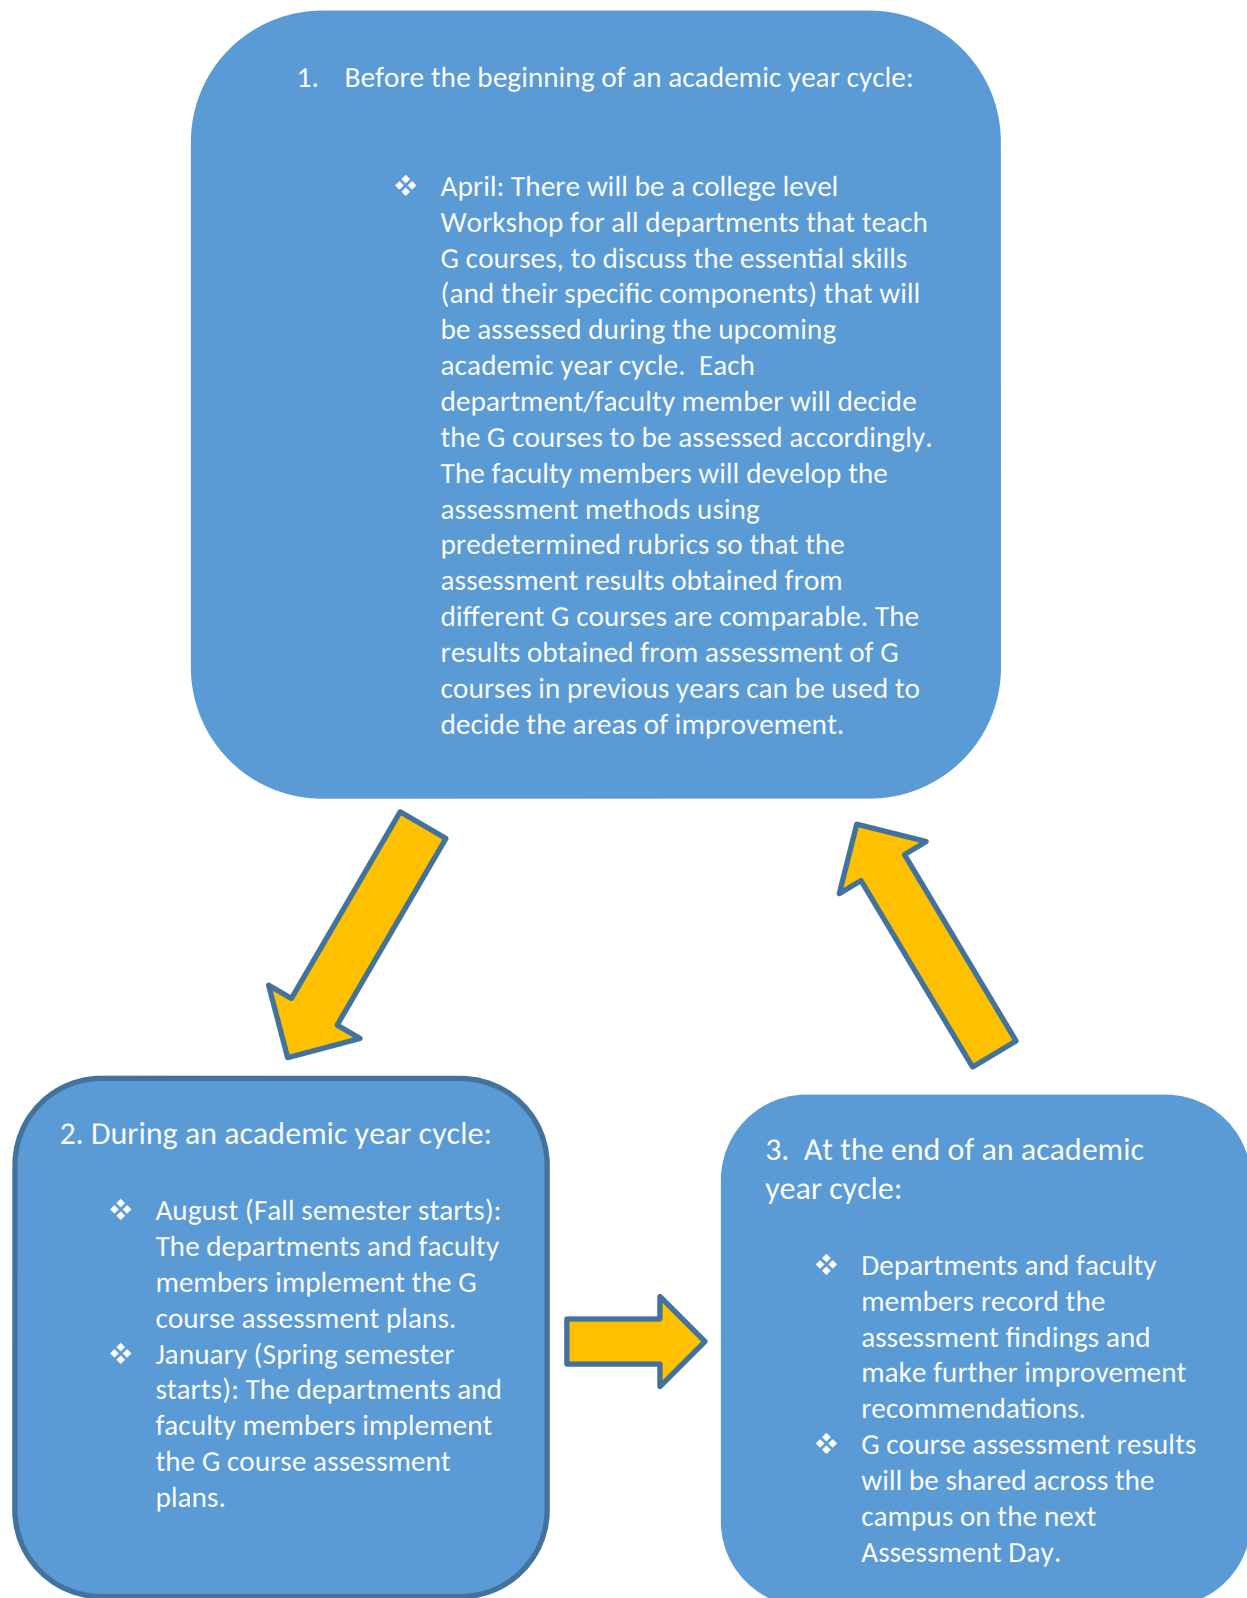 1. Before the beginning of an academic year cycle:
❖ April: There will be a college level
Workshop for all departments that teach
G courses, to discuss the essential skills
(and their specific components) that will
be assessed during the upcoming
academic year cycle.  Each
department/faculty member will decide
the G courses to be assessed accordingly.
The faculty members will develop the
assessment methods using
predetermined rubrics so that the
assessment results obtained from
different G courses are comparable. The
results obtained from assessment of G
courses in previous years can be used to
decide the areas of improvement.
2. During an academic year cycle:
❖ August (Fall semester starts):
The departments and faculty
members implement the G
course assessment plans.
❖ January (Spring semester
starts): The departments and
faculty members implement
the G course assessment
plans.
3.  At the end of an academic
year cycle:
❖ Departments and faculty
members record the
assessment findings and
make further improvement
recommendations.
❖ G course assessment results
will be shared across the
campus on the next
Assessment Day.